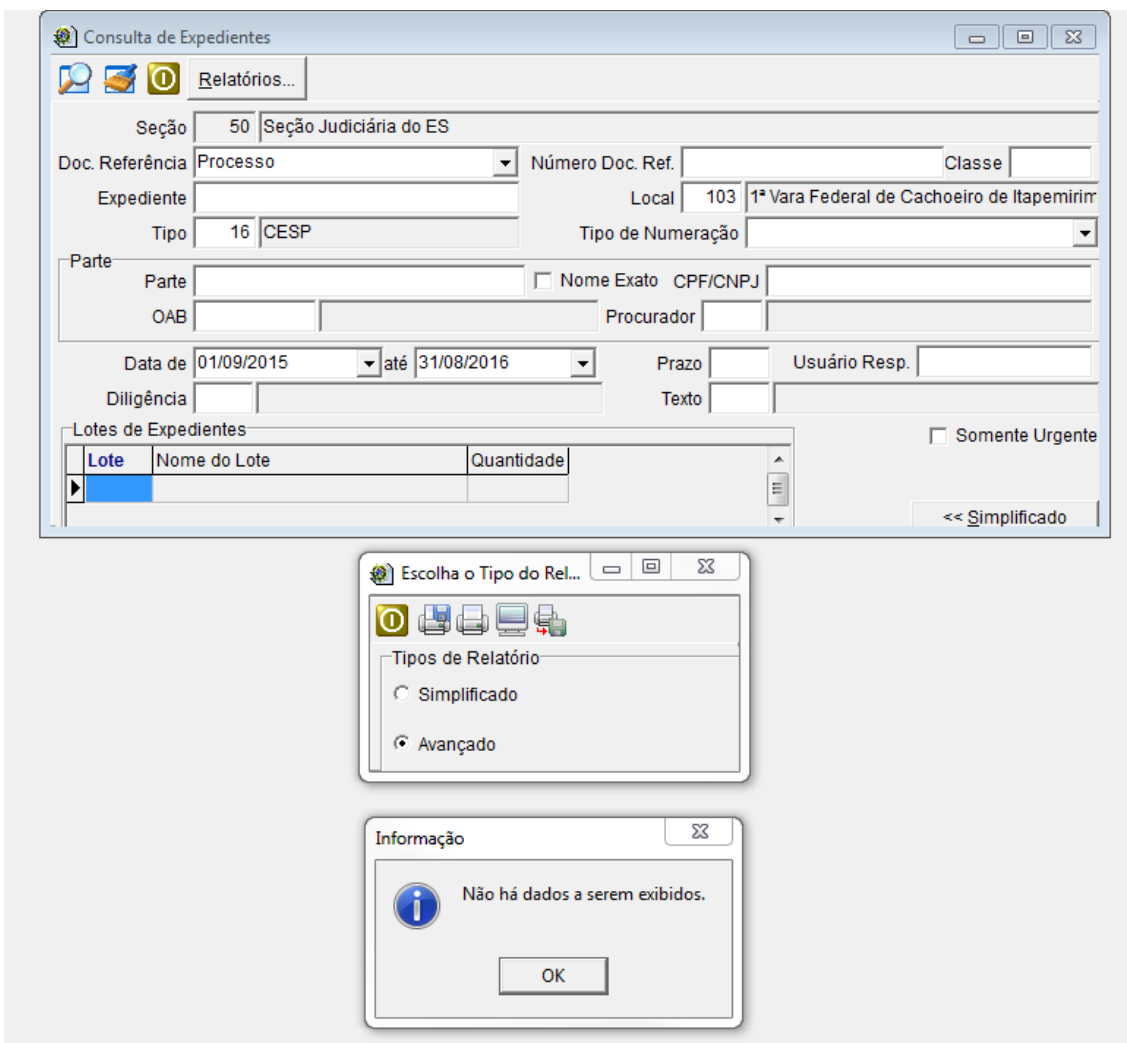 Consulta de Expedientes
Relatórios...
Seção 50 Seção Judiciária do ES
Doc. Referência Processo Número Doc. Ref. Classe
Expediente Local 103 1ª Vara Federal de Cachoeiro de Itapemirim
Tipo 16 CESP Tipo de Numeração
Parte
Parte Nome Exato CPF/CNPJ
OAB Procurador
Data de 01/09/2015 até 31/08/2016 Prazo Usuário Resp.
Diligência Texto
Lotes de Expedientes Somente Urgente
Lote Nome do Lote Quantidade
<< Simplificado
Escolha o Tipo do Rel...
Tipos de Relatório
Simplificado
Avançado
Informação
Não há dados a serem exibidos.
OK